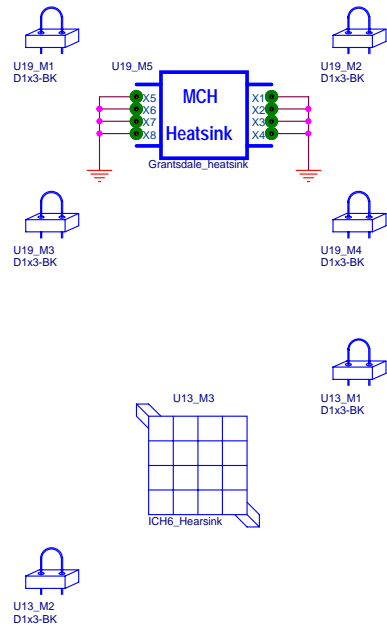 U19_M1
D1x3-BK
U19_M5
U19_M2
D1x3-BK
MCH
Heatsink
X5
X6
X7
X8
X1
X2
X3
X4
Grantsdale_heatsink
U19_M3
D1x3-BK
U19_M4
D1x3-BK
U13_M1
D1x3-BK
U13_M3
ICH6_Hearsink
U13_M2
D1x3-BK